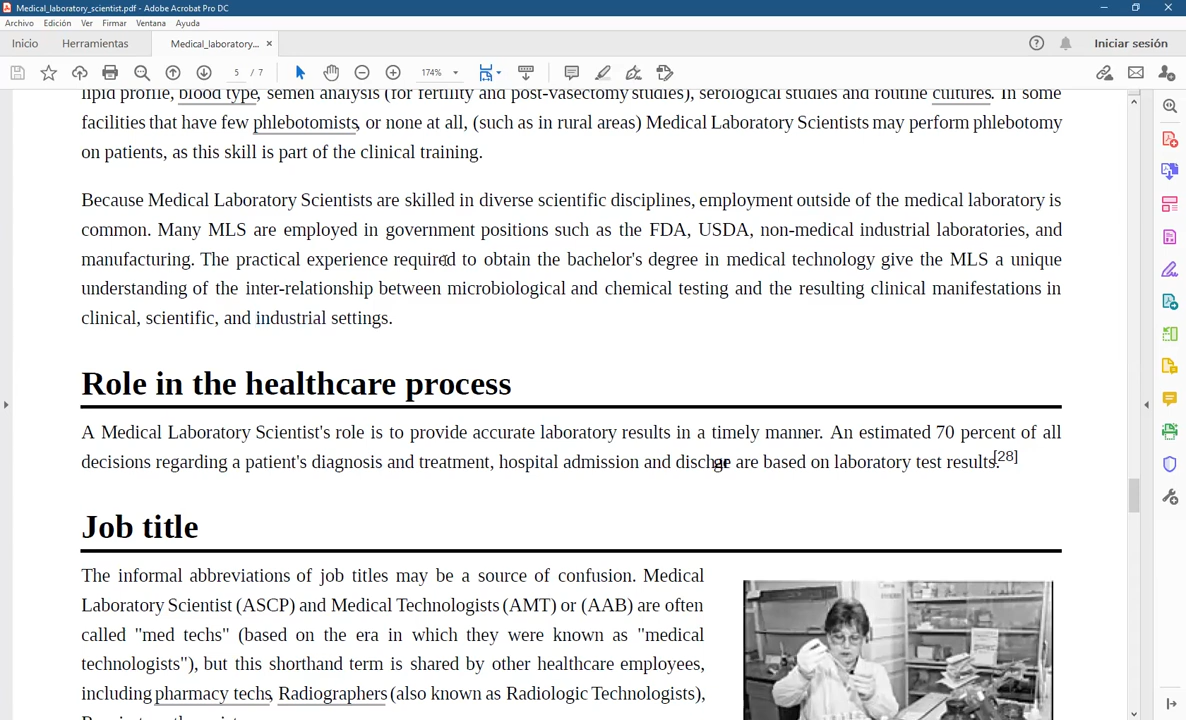 Medical_laboratory_scientist.pdf - Adobe Acrobat Pro DC
Archivo Edición Ver Firmar Ventana Ayuda
Inicio Herramientas Medical_laboratory... × Iniciar sesión
5 / 7 174%
lipid profile, blood type, semen analysis (for fertility and post-vasectomy studies), serological studies and routine cultures. In some
facilities that have few phlebotomists, or none at all, (such as in rural areas) Medical Laboratory Scientists may perform phlebotomy
on patients, as this skill is part of the clinical training.
Because Medical Laboratory Scientists are skilled in diverse scientific disciplines, employment outside of the medical laboratory is
common. Many MLS are employed in government positions such as the FDA, USDA, non-medical industrial laboratories, and
manufacturing. The practical experience required to obtain the bachelor's degree in medical technology give the MLS a unique
understanding of the inter-relationship between microbiological and chemical testing and the resulting clinical manifestations in
clinical, scientific, and industrial settings.
Role in the healthcare process
A Medical Laboratory Scientist's role is to provide accurate laboratory results in a timely manner. An estimated 70 percent of all
decisions regarding a patient's diagnosis and treatment, hospital admission and discharge are based on laboratory test results.[28]
Job title
The informal abbreviations of job titles may be a source of confusion. Medical
Laboratory Scientist (ASCP) and Medical Technologists (AMT) or (AAB) are often
called "med techs" (based on the era in which they were known as "medical
technologists"), but this shorthand term is shared by other healthcare employees,
including pharmacy techs, Radiographers (also known as Radiologic Technologists),